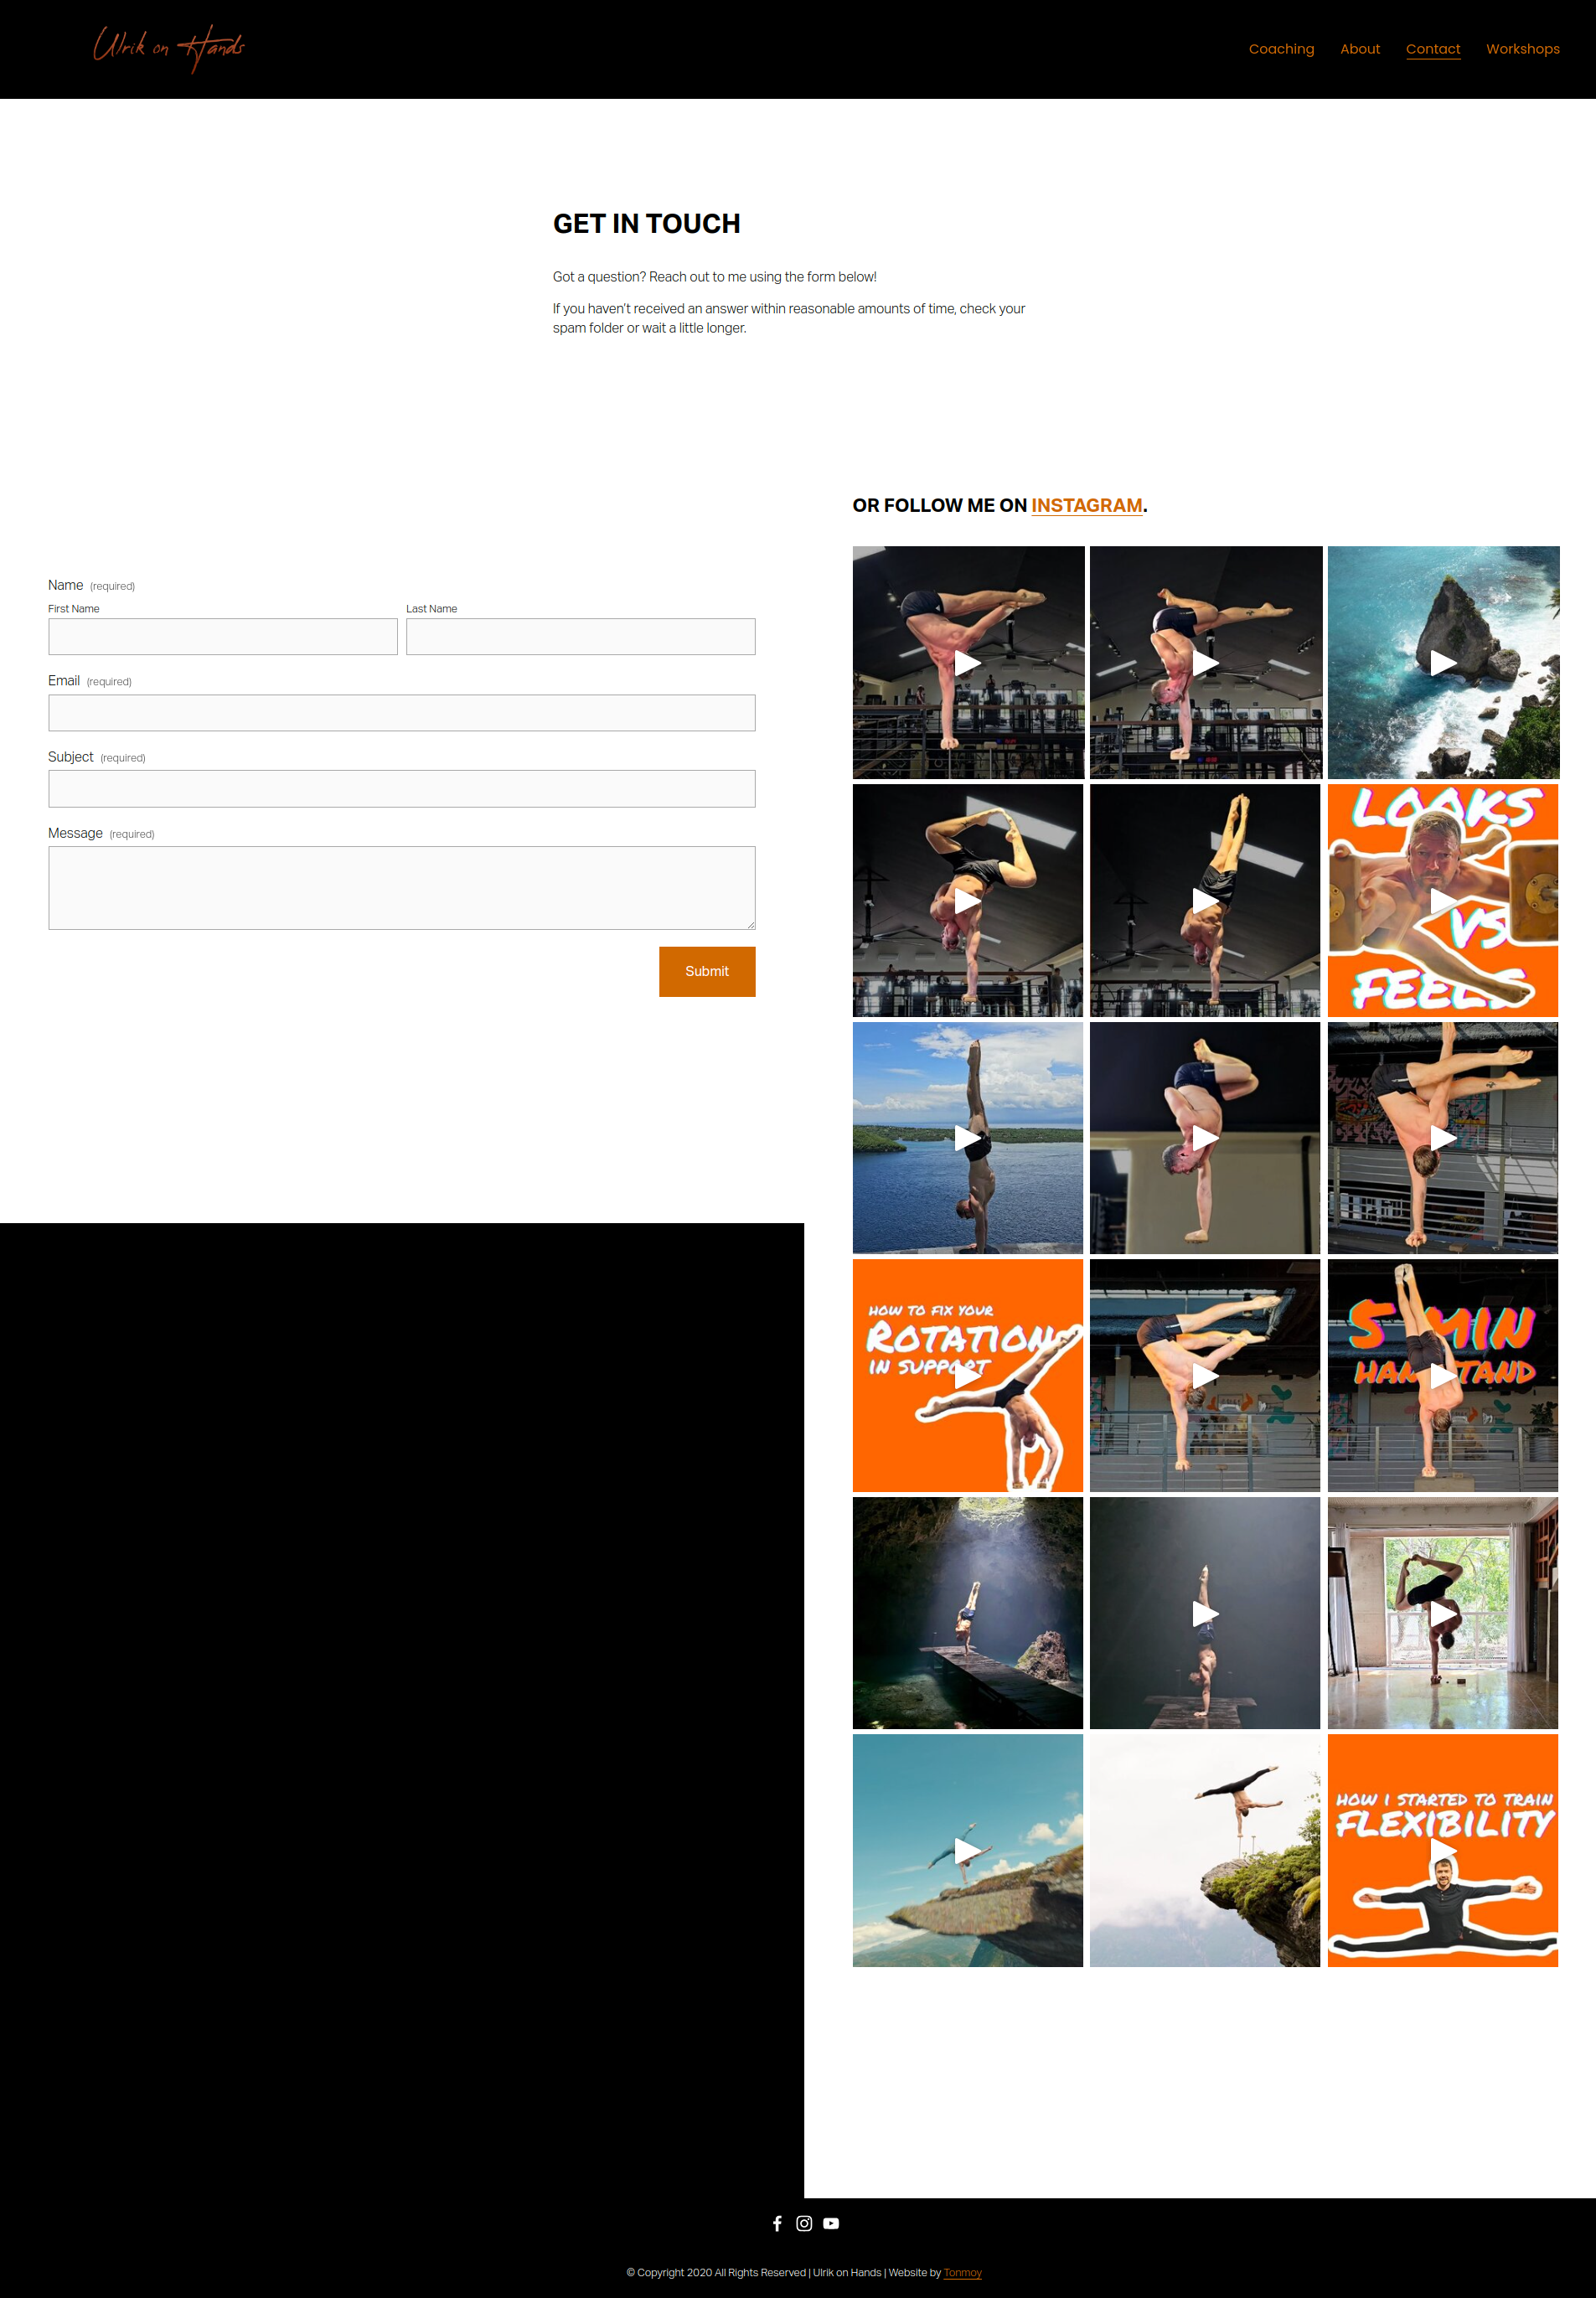 Ulrik on Hands
Coaching About Contact Workshops
GET IN TOUCH
Got a question? Reach out to me using the form below!
If you haven't received an answer within reasonable amounts of time, check your
spam folder or wait a little longer.
OR FOLLOW ME ON INSTAGRAM.
Name (required)
First Name Last Name
Email (required)
Subject (required)
Message (required)
Submit
LOOKS
VS
FEELS
HOW TO FIX YOUR
ROTATION
IN SUPPORT
5 MIN
HANDSTAND
HOW I STARTED TO TRAIN
FLEXIBILITY
© Copyright 2020 All Rights Reserved | Ulrik on Hands | Website by Tonmoy